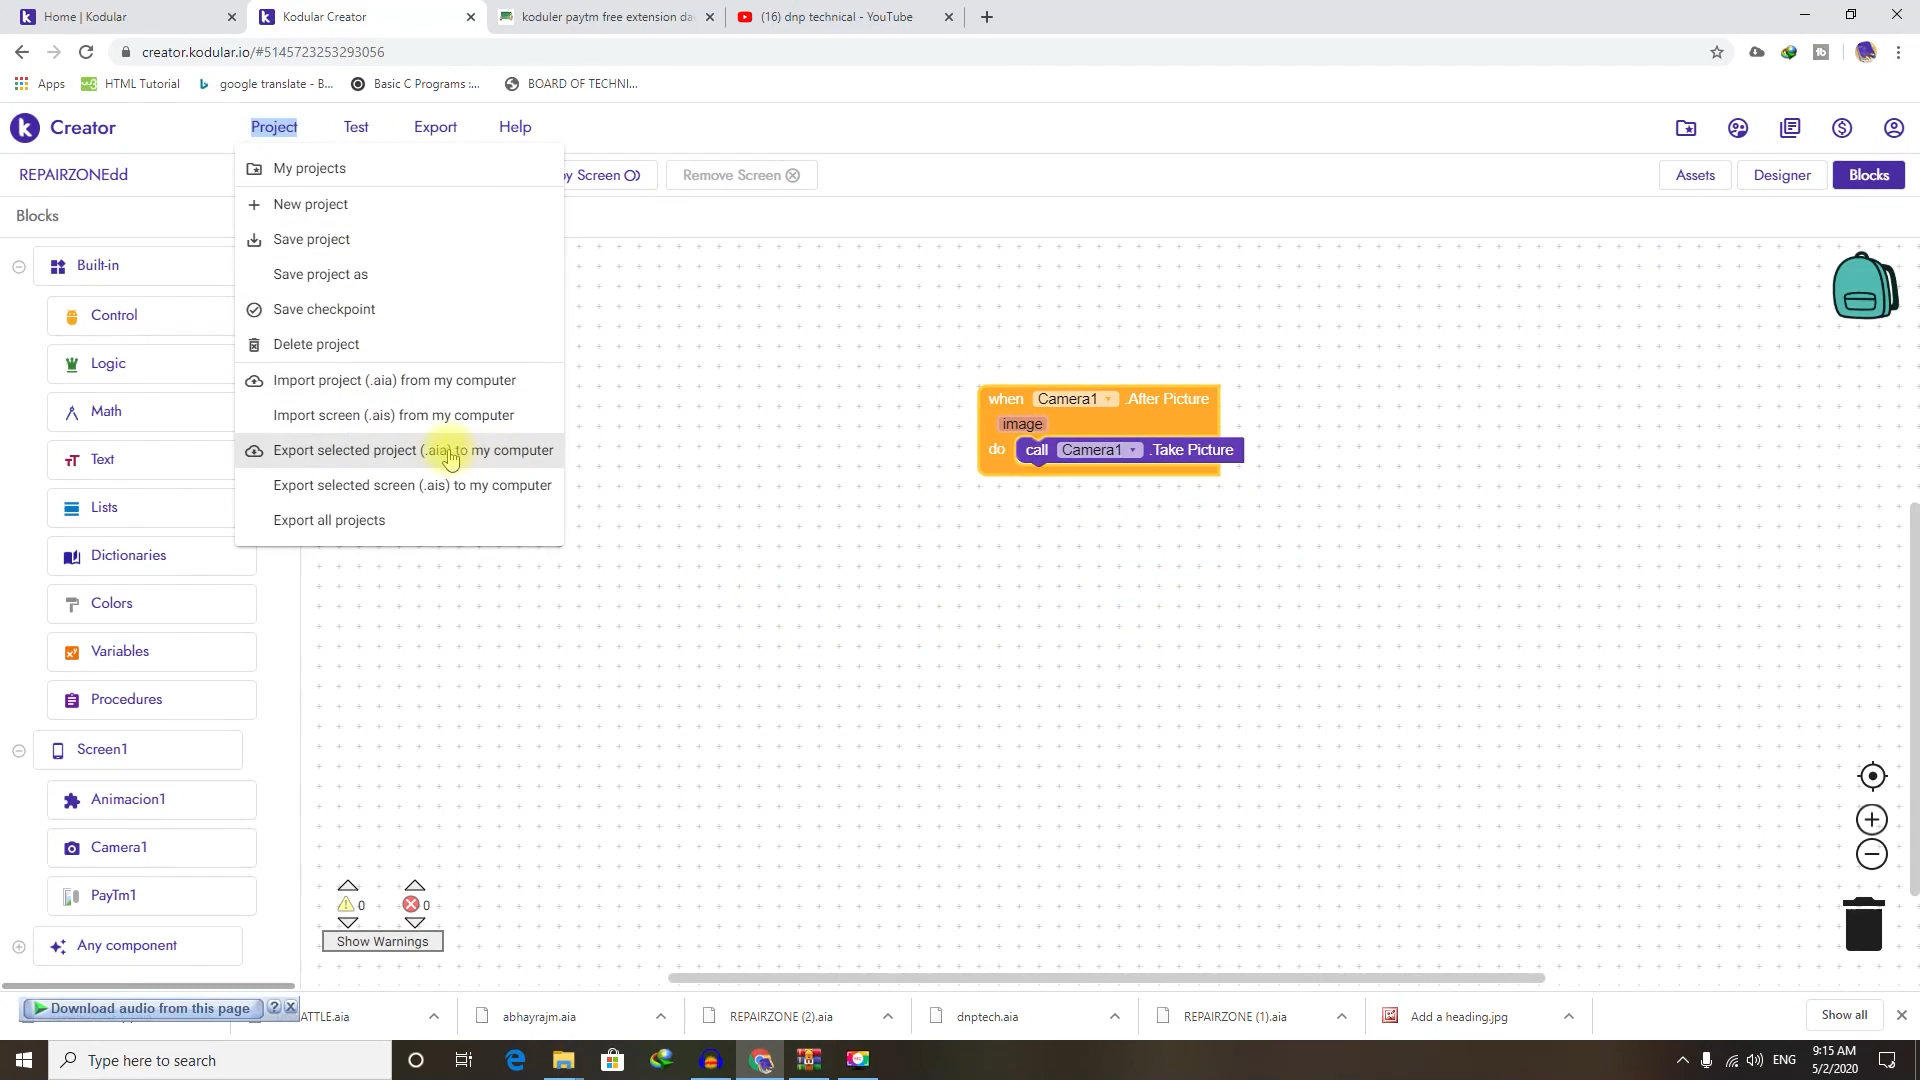 Home | Kodular
Kodular Creator
koduler paytm free extension da
(16) dnp technical - YouTube
creator.kodular.io/#5145723253293056
Apps
HTML Tutorial
google translate - B...
Basic C Programs :...
BOARD OF TECHNI...
Creator
Project
Test
Export
Help
REPAIRZONEdd
Screen
Remove Screen
Assets
Designer
Blocks
Blocks
My projects
New project
Save project
Save project as
Save checkpoint
Delete project
Import project (.aia) from my computer
Import screen (.ais) from my computer
Export selected project (.aia) to my computer
Export selected screen (.ais) to my computer
Export all projects
Built-in
Control
Logic
Math
Text
Lists
Dictionaries
Colors
Variables
Procedures
Screen1
Animacion1
Camera1
PayTm1
Any component
when Camera1 .After Picture
image
do call Camera1 .Take Picture
0 0
Show Warnings
Download audio from this page
ATTLE.aia
abhayrajm.aia
REPAIRZONE (2).aia
dnptech.aia
REPAIRZONE (1).aia
Add a heading.jpg
Show all
Type here to search
ENG
9:15 AM
5/2/2020